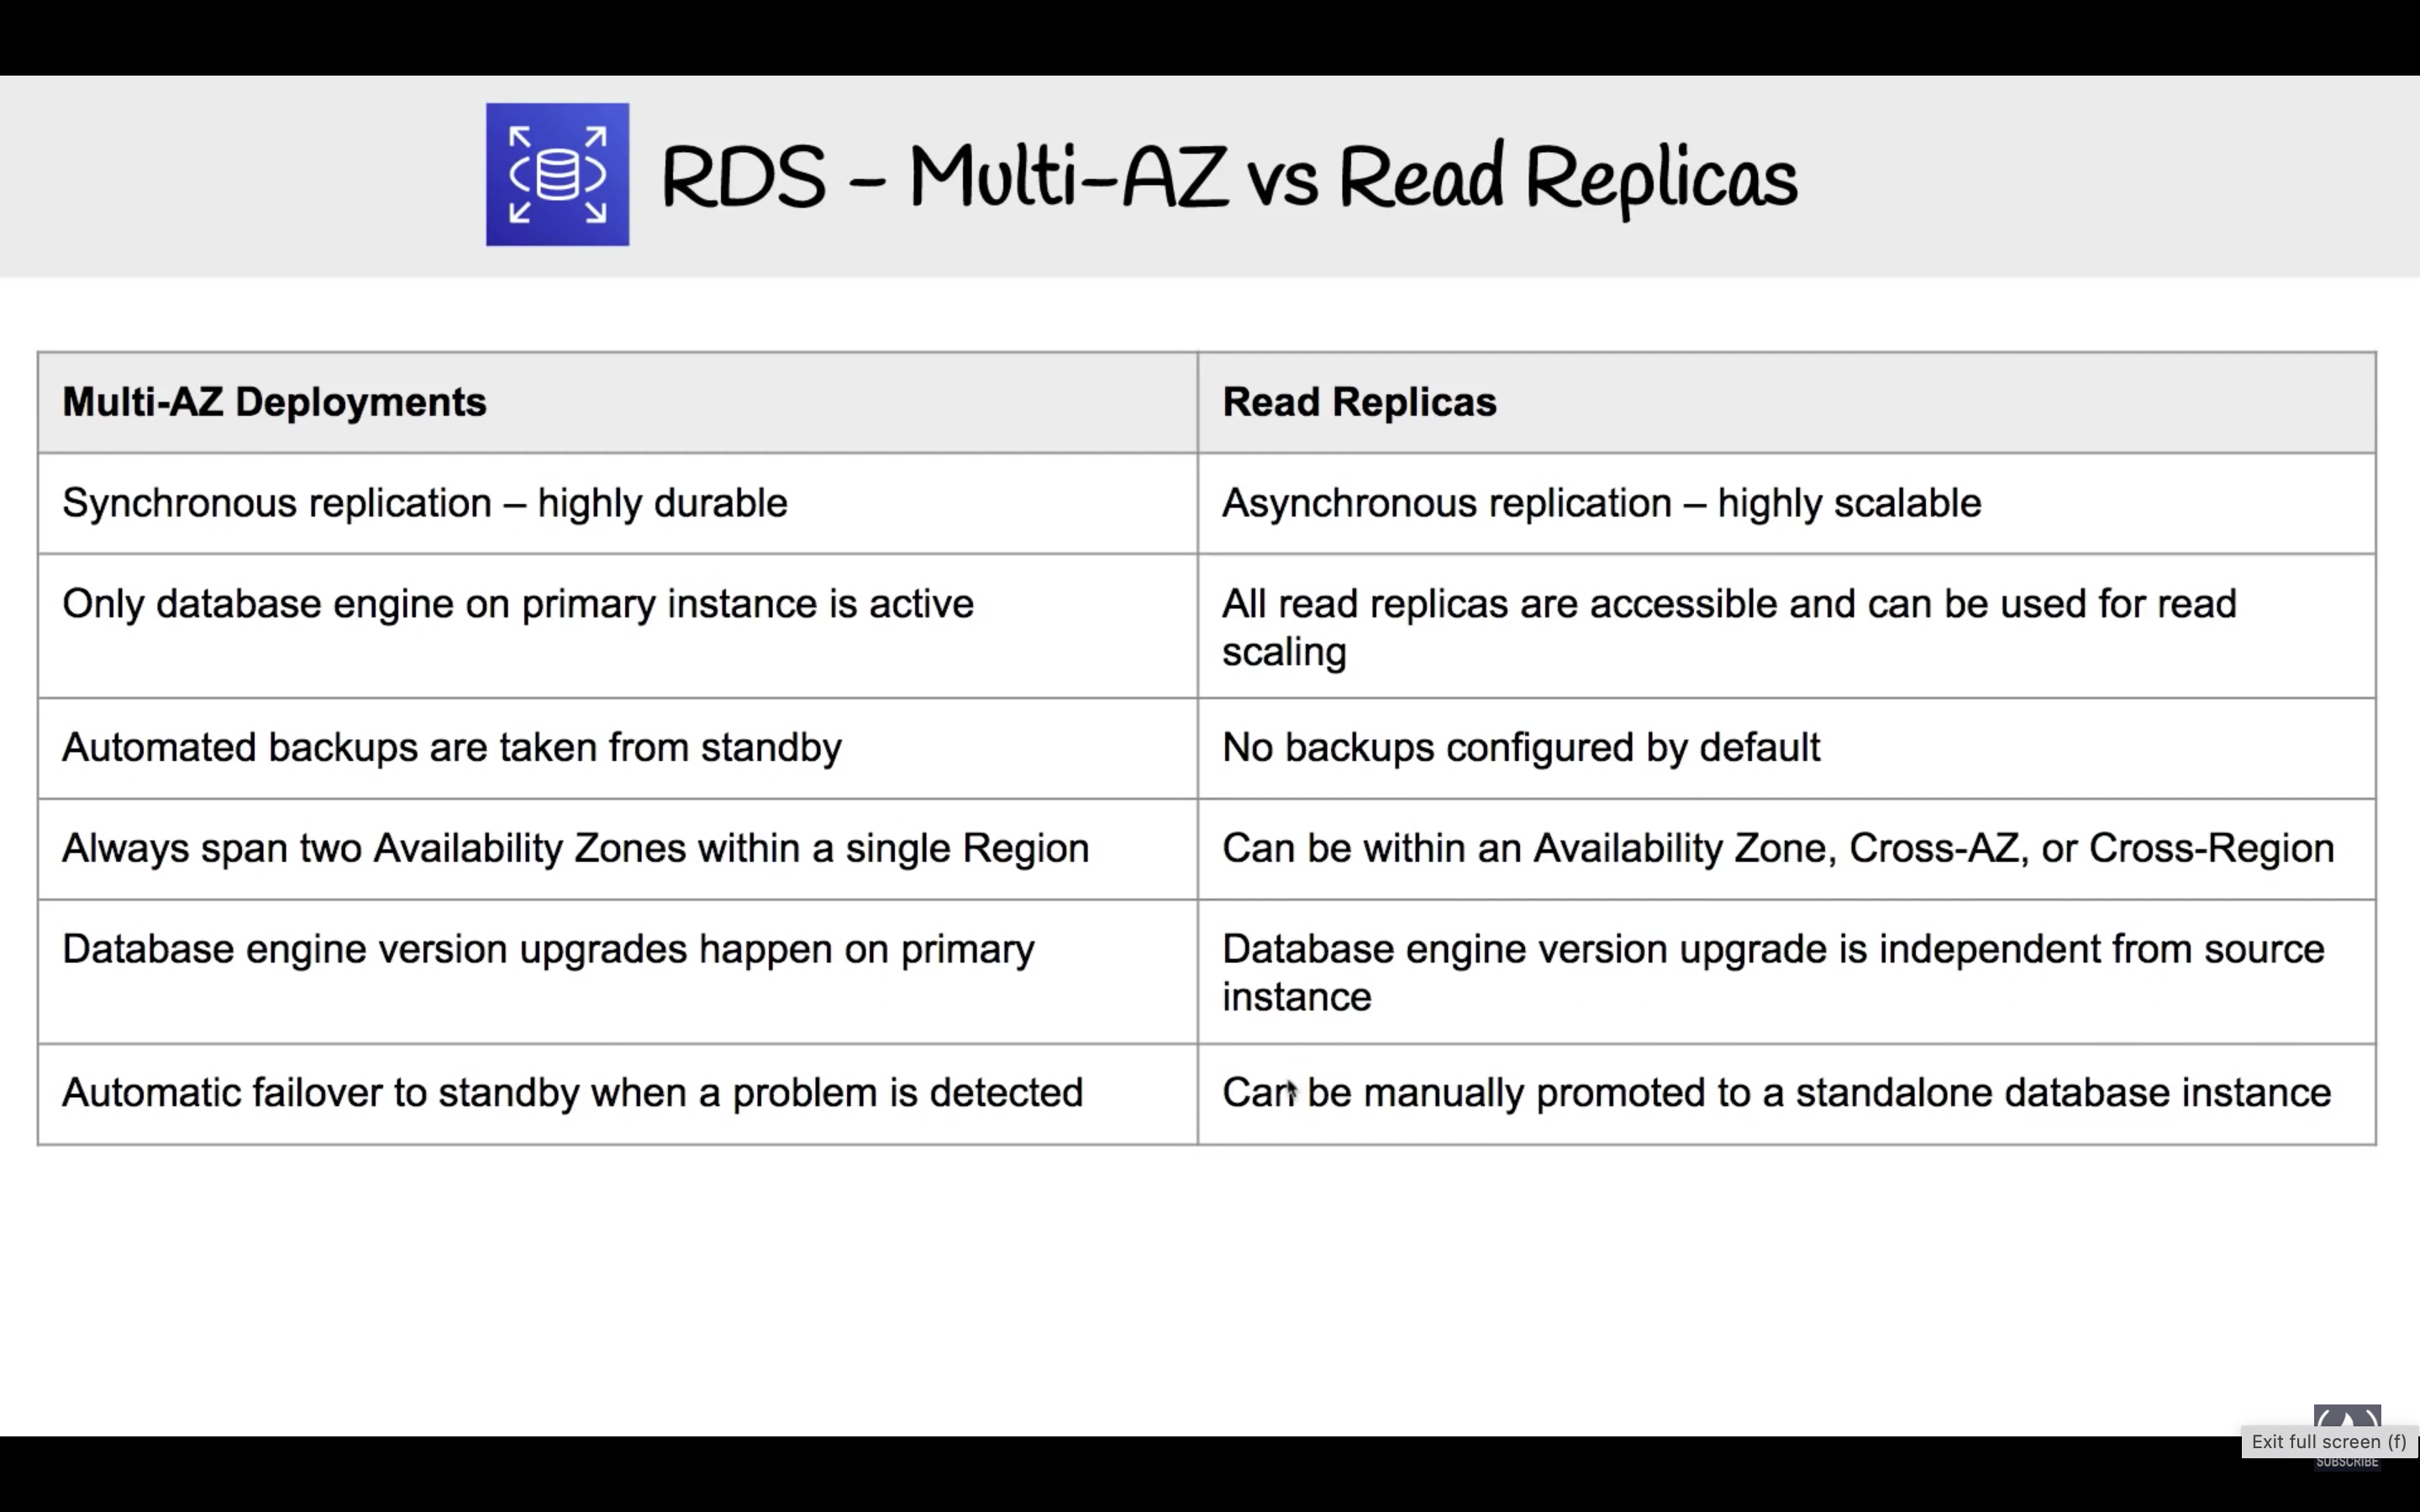 RDS - Multi-AZ vs Read Replicas
Multi-AZ Deployments
Read Replicas
Synchronous replication – highly durable
Asynchronous replication – highly scalable
Only database engine on primary instance is active
All read replicas are accessible and can be used for read
scaling
Automated backups are taken from standby
No backups configured by default
Always span two Availability Zones within a single Region
Can be within an Availability Zone, Cross-AZ, or Cross-Region
Database engine version upgrades happen on primary
Database engine version upgrade is independent from source
instance
Automatic failover to standby when a problem is detected
Can be manually promoted to a standalone database instance
Exit full screen (f)
SUBSCRIBE